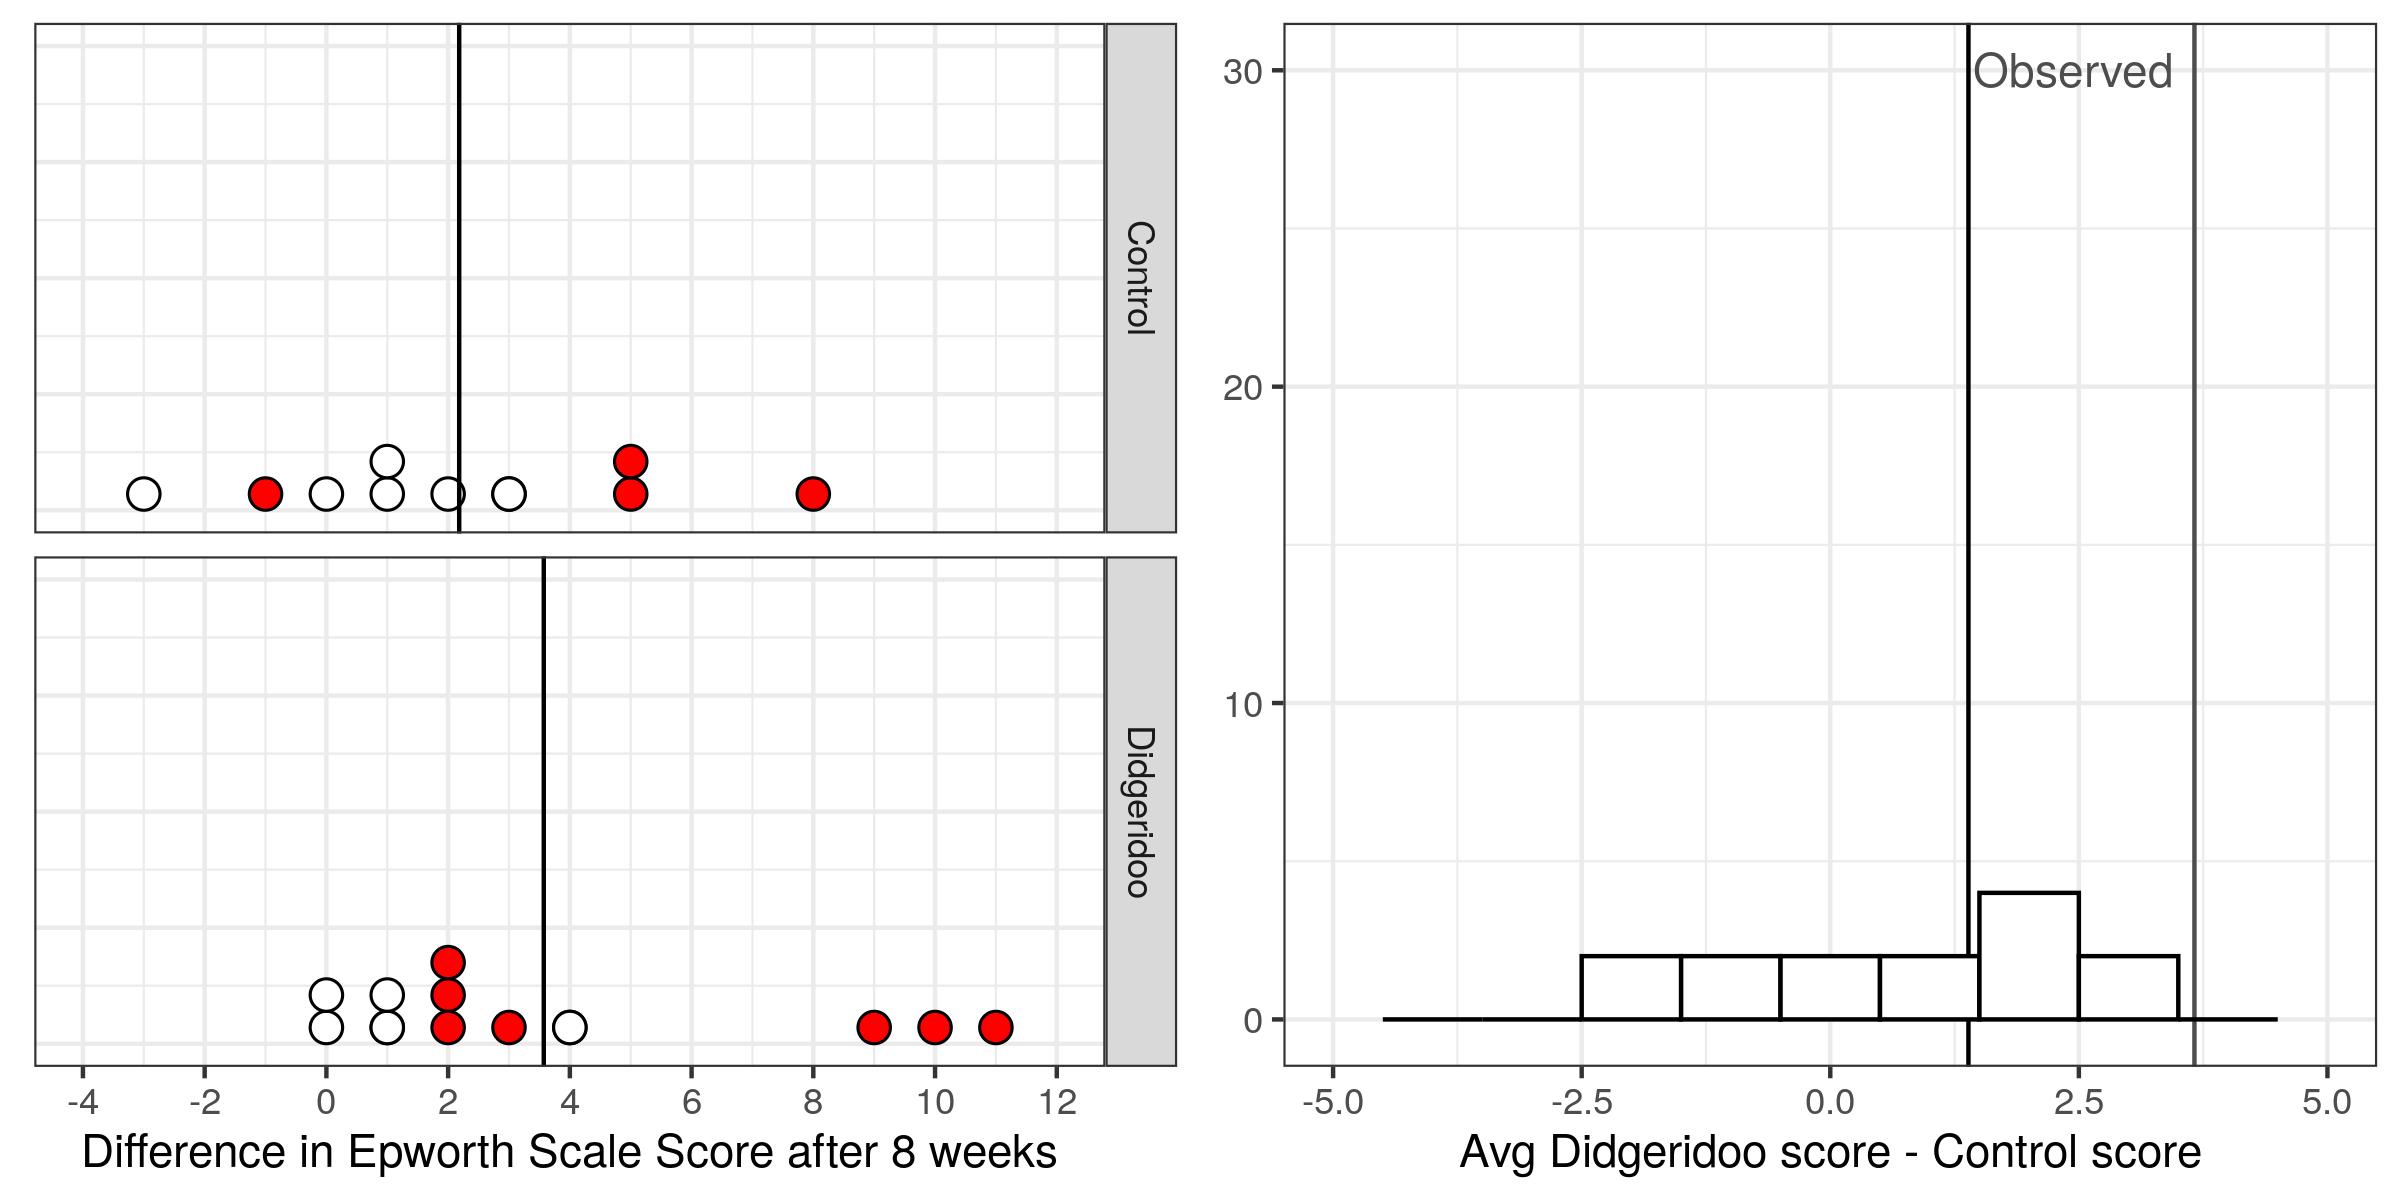 Control
Didgeridoo
-4 -2 0 2 4 6 8 10 12
Difference in Epworth Scale Score after 8 weeks
30
20
10
0
Observed
-5.0 -2.5 0.0 2.5 5.0
Avg Didgeridoo score - Control score